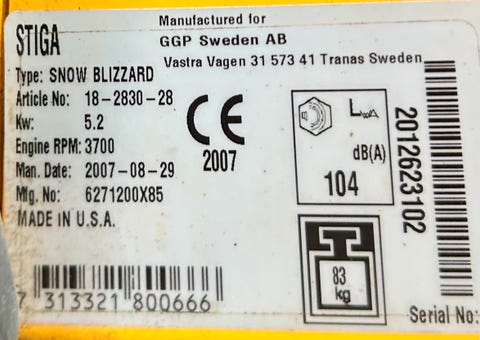 STIGA
Manufactured for
GGP Sweden AB
Vastra Vagen 31 573 41 Tranas Sweden
Type: SNOW BLIZZARD
Article No: 18-2830-28
Kw: 5.2
Engine RPM: 3700
Man. Date: 2007-08-29
Mfg. No: 6271200X85
MADE IN U.S.A.
CE
2007
LWA
dB(A)
104
83
kg
2012623102
Serial No:
7 313321 800666